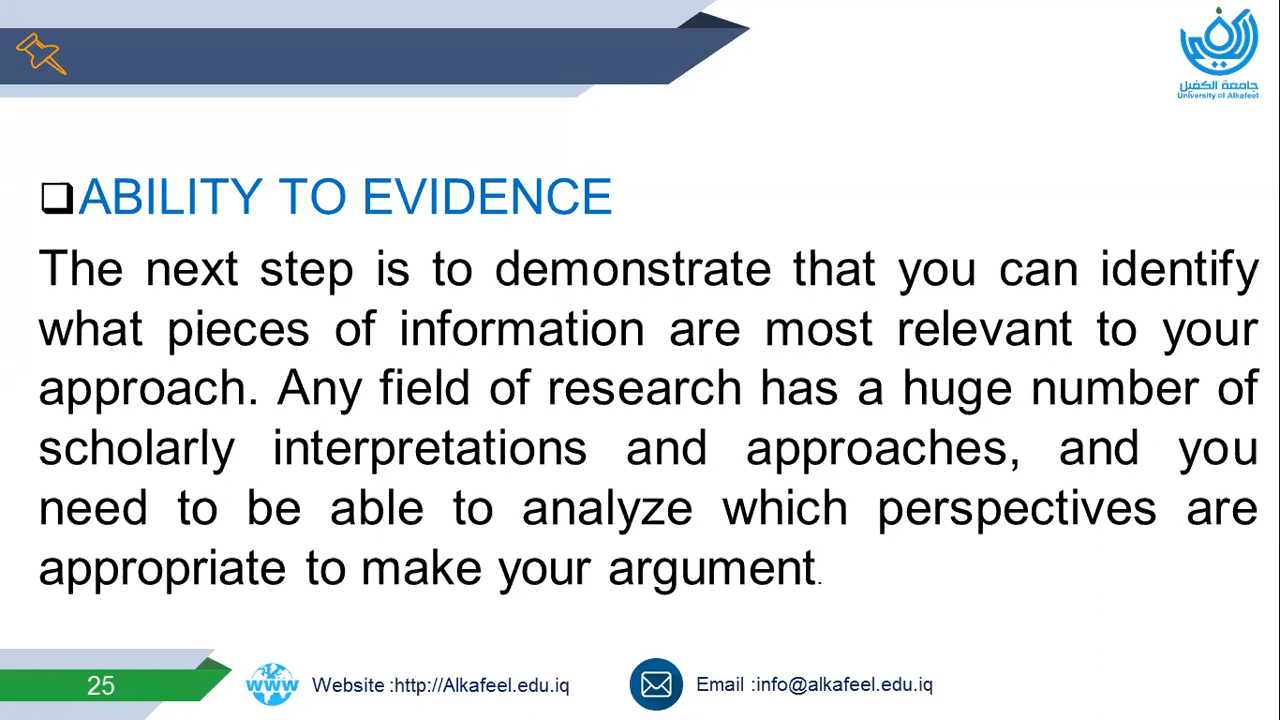 جامعة الكفيل
University of Alkafeel
❑ABILITY TO EVIDENCE
The next step is to demonstrate that you can identify
what pieces of information are most relevant to your
approach. Any field of research has a huge number of
scholarly interpretations and approaches, and you
need to be able to analyze which perspectives are
appropriate to make your argument.
25
WWW
Website :http://Alkafeel.edu.iq
Email :info@alkafeel.edu.iq